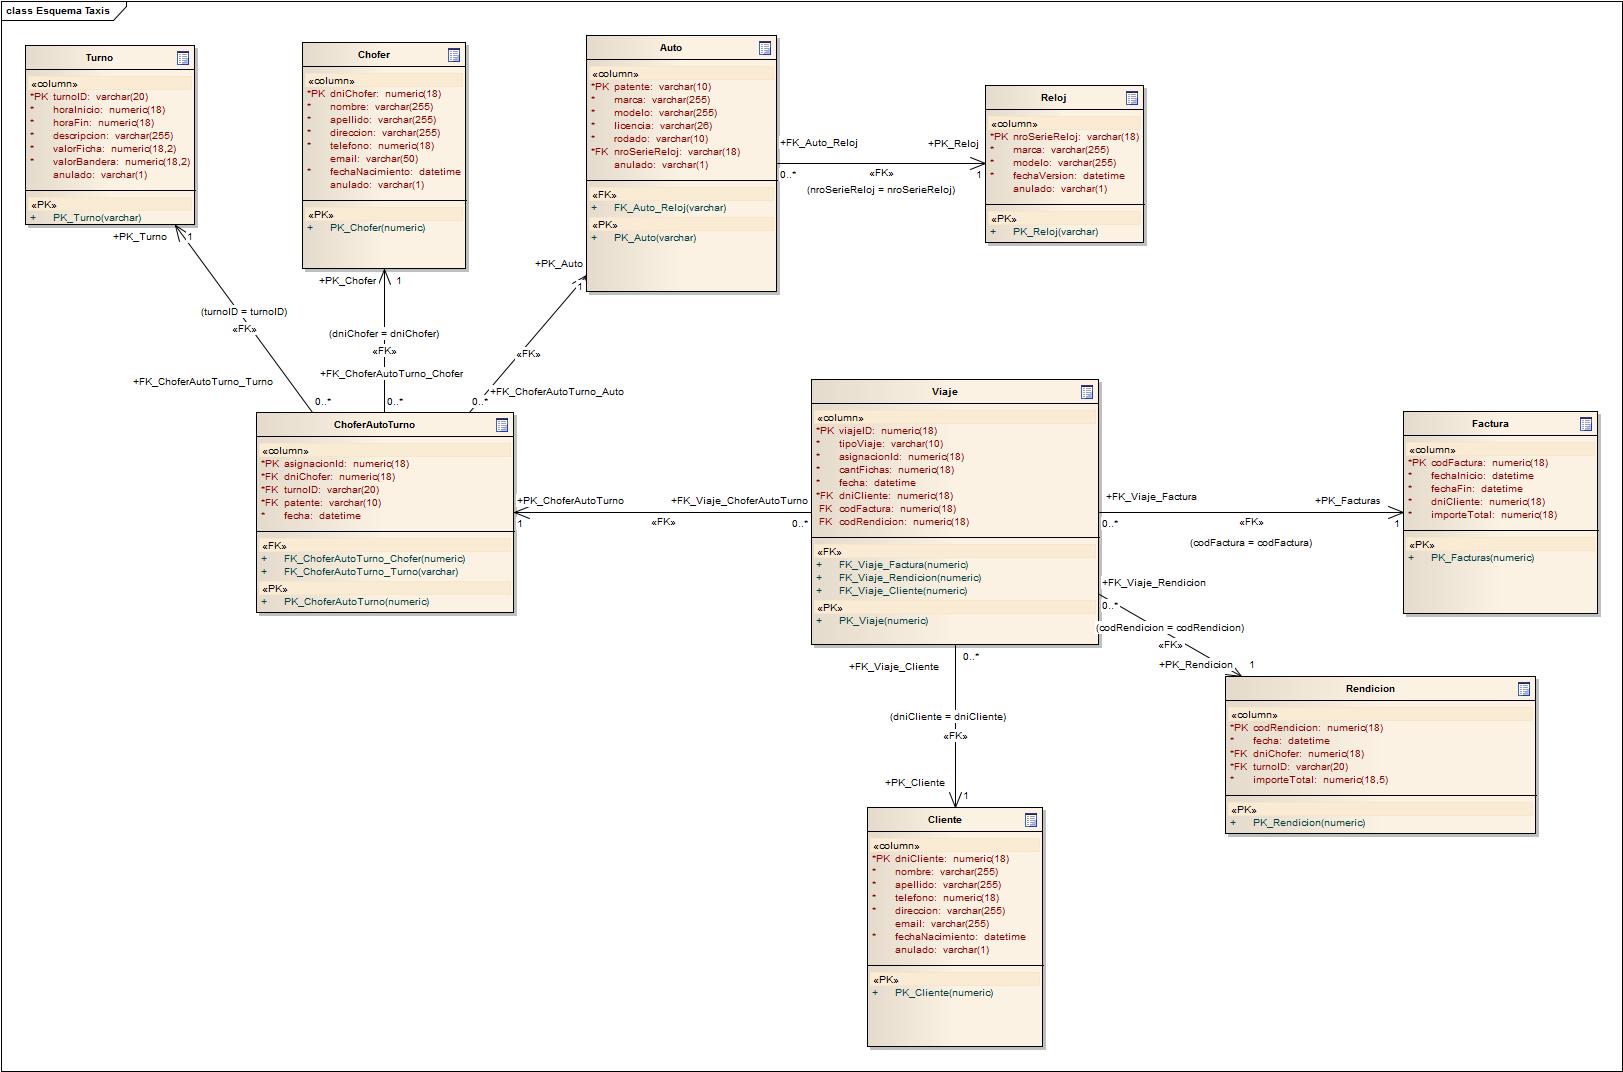 class Esquema Taxis
Turno
«column»
*PK turnoID: varchar(20)
* horaInicio: numeric(18)
* horaFin: numeric(18)
* descripcion: varchar(255)
* valorFicha: numeric(18,2)
* valorBandera: numeric(18,2)
anulado: varchar(1)
«PK»
+ PK_Turno(varchar)
Chofer
«column»
*PK dniChofer: numeric(18)
* nombre: varchar(255)
* apellido: varchar(255)
* direccion: varchar(255)
* telefono: numeric(18)
email: varchar(50)
* fechaNacimiento: datetime
anulado: varchar(1)
«PK»
+ PK_Chofer(numeric)
Auto
«column»
*PK patente: varchar(10)
* marca: varchar(255)
* modelo: varchar(255)
* licencia: varchar(26)
* rodado: varchar(10)
*FK nroSerieReloj: varchar(18)
anulado: varchar(1)
«FK»
+ FK_Auto_Reloj(varchar)
«PK»
+ PK_Auto(varchar)
+FK_Auto_Reloj
+PK_Reloj
0..*
«FK»
1
(nroSerieReloj = nroSerieReloj)
Reloj
«column»
*PK nroSerieReloj: varchar(18)
* marca: varchar(255)
* modelo: varchar(255)
* fechaVersion: datetime
anulado: varchar(1)
«PK»
+ PK_Reloj(varchar)
+PK_Turno
1
(turnoID = turnoID)
«FK»
+FK_ChoferAutoTurno_Turno
0..*
+PK_Chofer
1
(dniChofer = dniChofer)
«FK»
+FK_ChoferAutoTurno_Chofer
0..*
+PK_Auto
1
«FK»
+FK_ChoferAutoTurno_Auto
0..*
ChoferAutoTurno
«column»
*PK asignacionId: numeric(18)
*FK dniChofer: numeric(18)
*FK turnoID: varchar(20)
*FK patente: varchar(10)
* fecha: datetime
«FK»
+ FK_ChoferAutoTurno_Chofer(numeric)
+ FK_ChoferAutoTurno_Turno(varchar)
«PK»
+ PK_ChoferAutoTurno(numeric)
+PK_ChoferAutoTurno
+FK_Viaje_ChoferAutoTurno
1
«FK»
0..*
Viaje
«column»
*PK viajeID: numeric(18)
* tipoViaje: varchar(10)
* asignacionId: numeric(18)
* cantFichas: numeric(18)
* fecha: datetime
*FK dniCliente: numeric(18)
FK codFactura: numeric(18)
FK codRendicion: numeric(18)
«FK»
+ FK_Viaje_Factura(numeric)
+ FK_Viaje_Rendicion(numeric)
+ FK_Viaje_Cliente(numeric)
«PK»
+ PK_Viaje(numeric)
+FK_Viaje_Factura
+PK_Facturas
0..*
«FK»
1
(codFactura = codFactura)
Factura
«column»
*PK codFactura: numeric(18)
* fechaInicio: datetime
* fechaFin: datetime
* dniCliente: numeric(18)
* importeTotal: numeric(18)
«PK»
+ PK_Facturas(numeric)
+FK_Viaje_Rendicion
0..*
(codRendicion = codRendicion)
«FK»
+PK_Rendicion
1
Rendicion
«column»
*PK codRendicion: numeric(18)
* fecha: datetime
*FK dniChofer: numeric(18)
*FK turnoID: varchar(20)
* importeTotal: numeric(18,5)
«PK»
+ PK_Rendicion(numeric)
+FK_Viaje_Cliente
0..*
(dniCliente = dniCliente)
«FK»
+PK_Cliente
1
Cliente
«column»
*PK dniCliente: numeric(18)
* nombre: varchar(255)
* apellido: varchar(255)
* telefono: numeric(18)
* direccion: varchar(255)
email: varchar(255)
* fechaNacimiento: datetime
anulado: varchar(1)
«PK»
+ PK_Cliente(numeric)